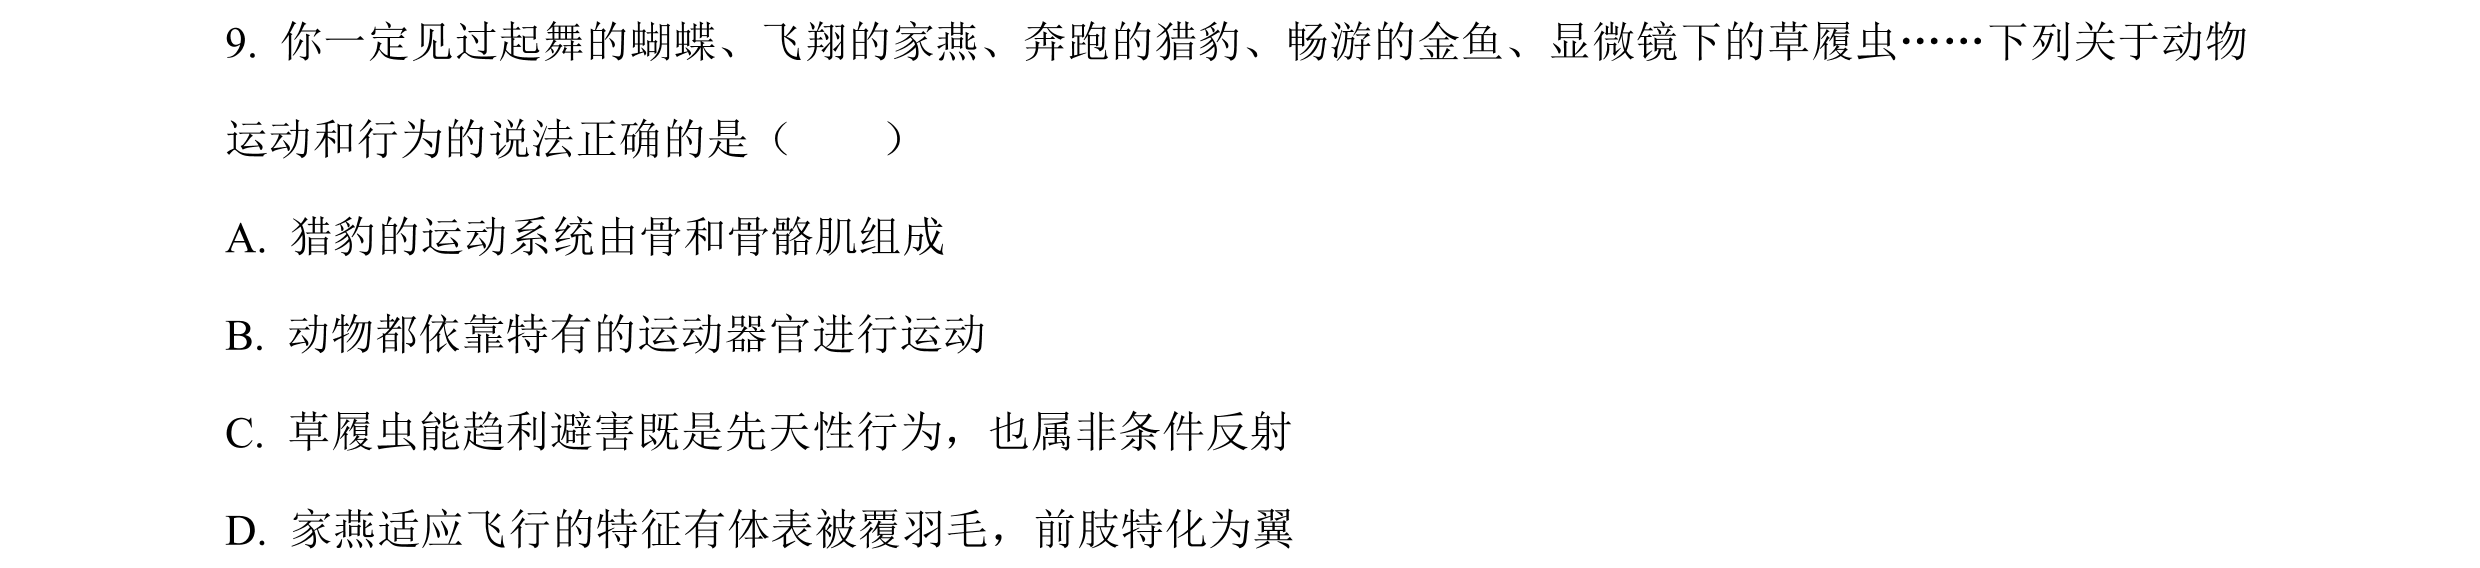 9. 你一定见过起舞的蝴蝶、飞翔的家燕、奔跑的猎豹、畅游的金鱼、显微镜下的草履虫……下列关于动物
运动和行为的说法正确的是（　　）
A. 猎豹的运动系统由骨和骨骼肌组成
B. 动物都依靠特有的运动器官进行运动
C. 草履虫能趋利避害既是先天性行为，也属非条件反射
D. 家燕适应飞行的特征有体表被覆羽毛，前肢特化为翼